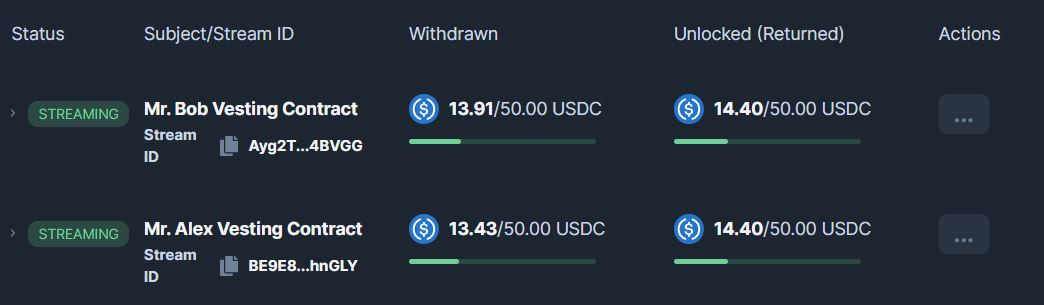 Status Subject/Stream ID Withdrawn Unlocked (Returned) Actions
STREAMING Mr. Bob Vesting Contract 13.91/50.00 USDC 14.40/50.00 USDC ...
Stream
ID Ayg2T...4BVGG
STREAMING Mr. Alex Vesting Contract 13.43/50.00 USDC 14.40/50.00 USDC ...
Stream
ID BE9E8...hnGLY